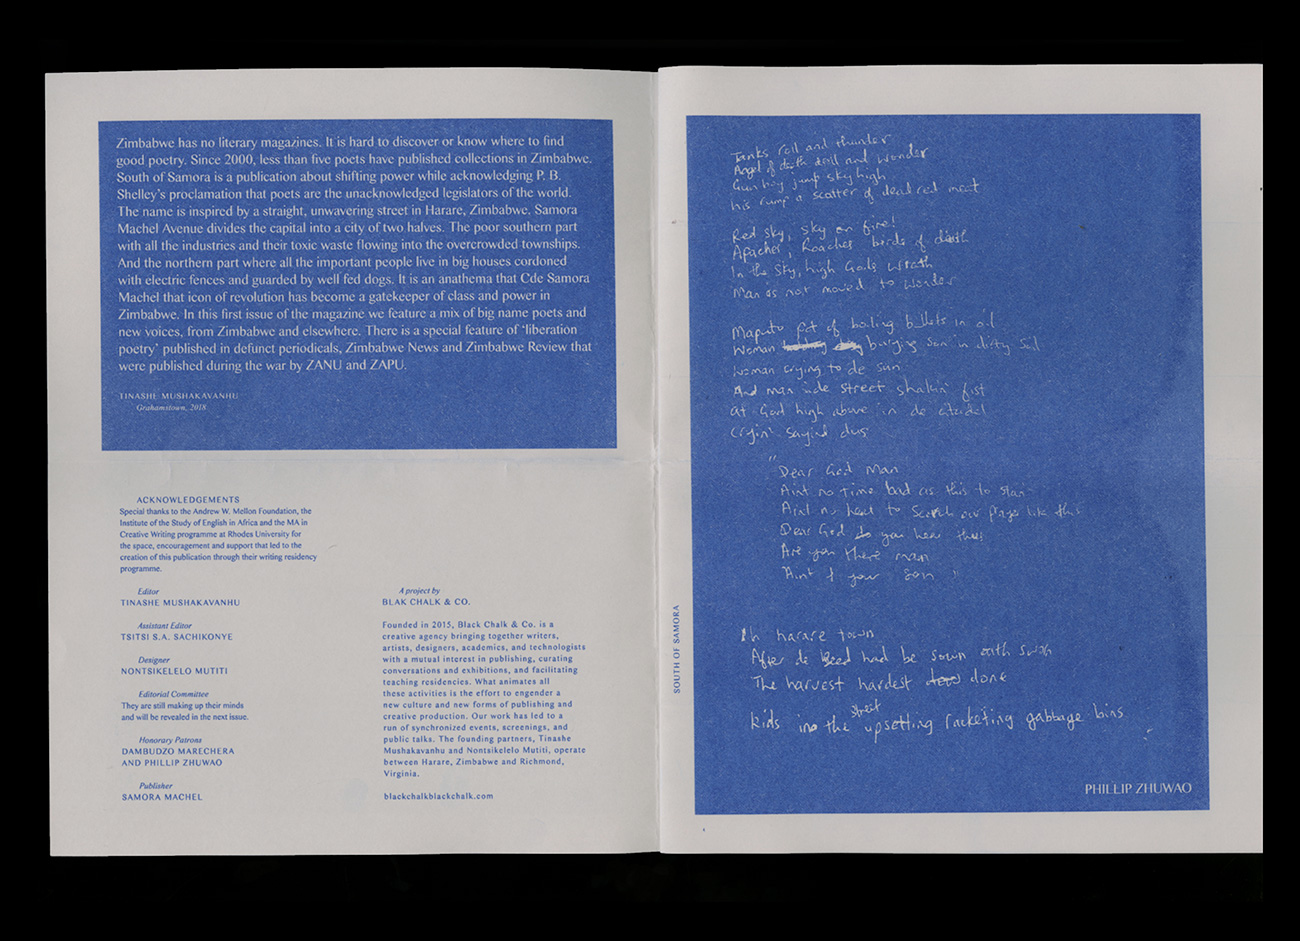 Zimbabwe has no literary magazines. It is hard to discover or know where to find
good poetry. Since 2000, less than five poets have published collections in Zimbabwe.
South of Samora is a publication about shifting power while acknowledging P. B.
Shelley's proclamation that poets are the unacknowledged legislators of the world.
The name is inspired by a straight, unwavering street in Harare, Zimbabwe. Samora
Machel Avenue divides the capital into a city of two halves. The poor southern part
with all the industries and their toxic waste flowing into the overcrowded townships.
And the northern part where all the important people live in big houses cordoned
with electric fences and guarded by well fed dogs. It is an anathema that Cde Samora
Machel that icon of revolution has become a gatekeeper of class and power in
Zimbabwe. In this first issue of the magazine we feature a mix of big name poets and
new voices, from Zimbabwe and elsewhere. There is a special feature of 'liberation
poetry' published in defunct periodicals, Zimbabwe News and Zimbabwe Review that
were published during the war by ZANU and ZAPU.
TINASHE MUSHAKAVANHU
Grahamstown, 2018
ACKNOWLEDGEMENTS
Special thanks to the Andrew W. Mellon Foundation, the
Institute of the Study of English in Africa and the MA in
Creative Writing programme at Rhodes University for
the space, encouragement and support that led to the
creation of this publication through their writing residency
programme.
Editor
TINASHE MUSHAKAVANHU
Assistant Editor
TSITSI S.A. SACHIKONYE
Designer
NONTSIKELELO MUTITI
Editorial Committee
They are still making up their minds
and will be revealed in the next issue.
Honorary Patrons
DAMBUDZO MARECHERA
AND PHILLIP ZHUWAO
Publisher
SAMORA MACHEL
A project by
BLAK CHALK & CO.
Founded in 2015, Black Chalk & Co. is a
creative agency bringing together writers,
artists, designers, academics, and technologists
with a mutual interest in publishing, curating
conversations and exhibitions, and facilitating
teaching residencies. What animates all
these activities is the effort to engender a
new culture and new forms of publishing and
creative production. Our work has led to a
run of synchronized events, screenings, and
public talks. The founding partners, Tinashe
Mushakavanhu and Nontsikelelo Mutiti, operate
between Harare, Zimbabwe and Richmond,
Virginia.
blackchalkblackchalk.com
SOUTH OF SAMORA
Tanks roll and thunder
Angel of death and wonder
Gun boy jump sky high
his rump a scatter of dead red meat
Red sky, sky on fire!
Apaches, Roaches birds of death
In the sky, high Gods Wrath
Man is not moved to wonder
Maputo pot of boiling bullets in oil
Woman burying son in dirty soil
Woman crying to de sun
And man in de street shakin' fist
At God high above in de citadel
Cryin' sayin' dus
"Dear God Man
Aint no time bad as this to
Aint no heart to our like this
Dear God do you hear this
Are you there man
Aint I your son"
In harare town
After de seed had be sown with
The harvest hardest done
kids in the street upsetting racketing gabbage bins
PHILLIP ZHUWAO